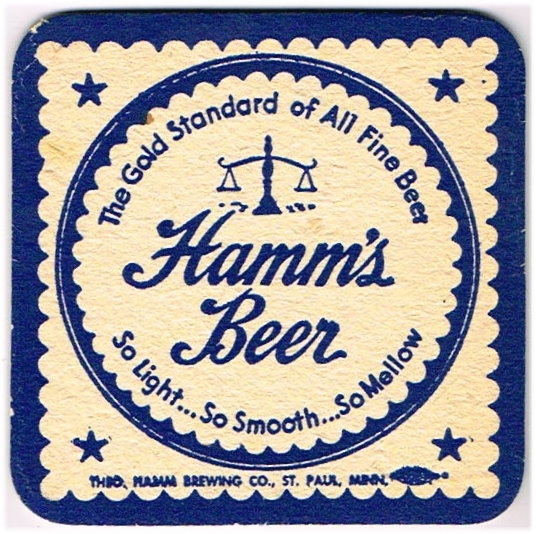 The Gold Standard of All Fine Beer
Hamm's
Beer
So Light...So Smooth...So Mellow
THEO. HAMM BREWING CO., ST. PAUL, MINN.